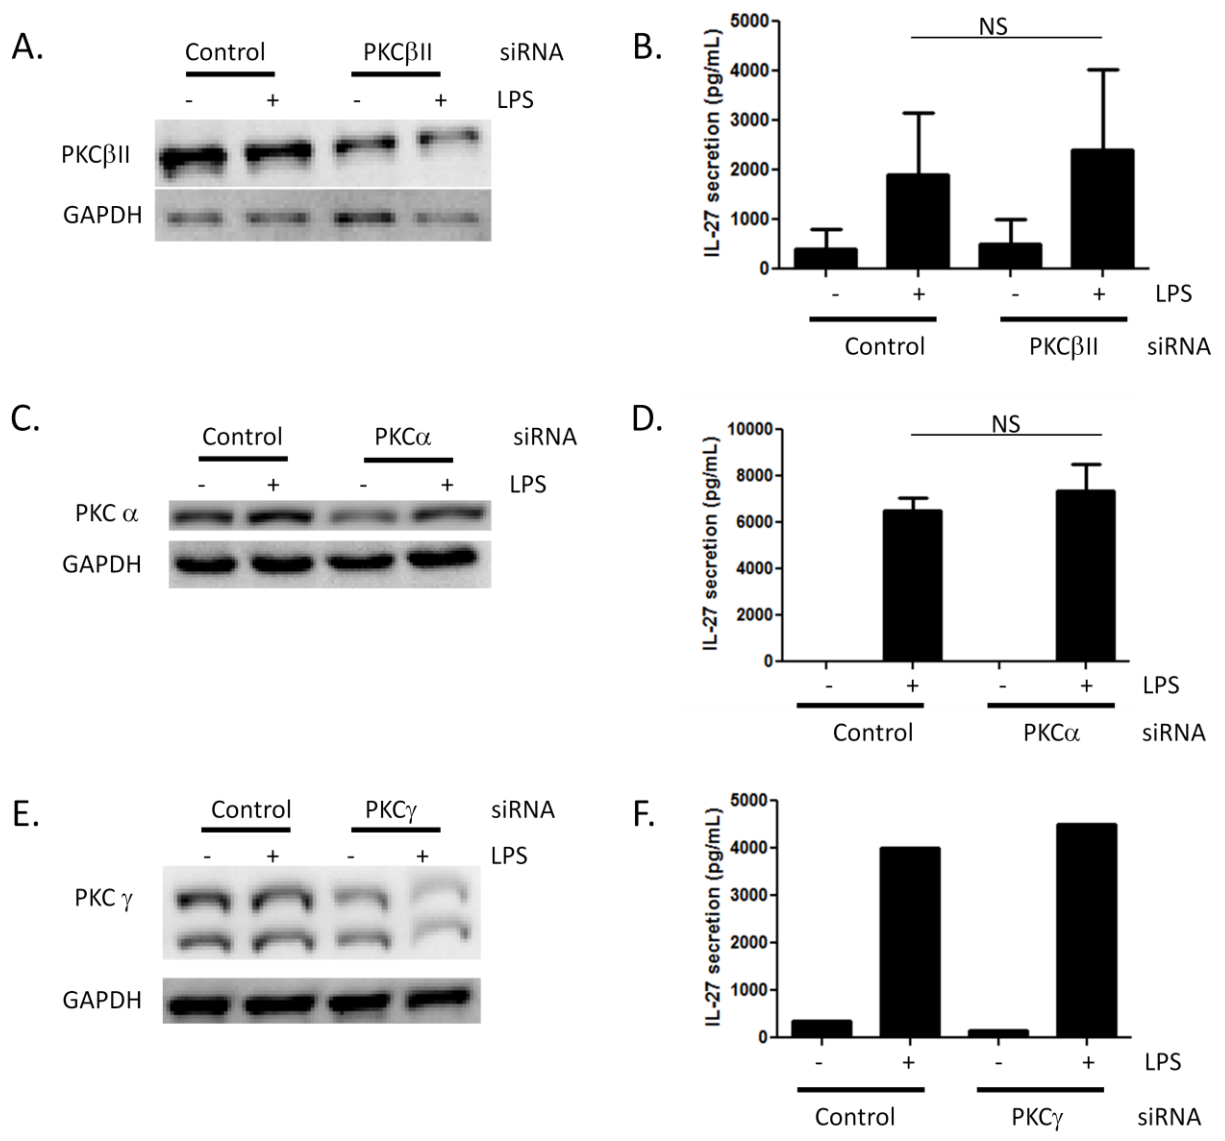 A.
Control PKCβII siRNA
- + - + LPS
PKCβII
GAPDH
B.
IL-27 secretion (pg/mL)
5000
4000
3000
2000
1000
0
NS
- + - + LPS
Control PKCβII siRNA
C.
Control PKCα siRNA
- + - + LPS
PKC α
GAPDH
D.
IL-27 secretion (pg/mL)
10000
8000
6000
4000
2000
0
NS
- + - + LPS
Control PKCα siRNA
E.
Control PKCγ siRNA
- + - + LPS
PKC γ
GAPDH
F.
IL-27 secretion (pg/mL)
5000
4000
3000
2000
1000
0
- + - + LPS
Control PKCγ siRNA